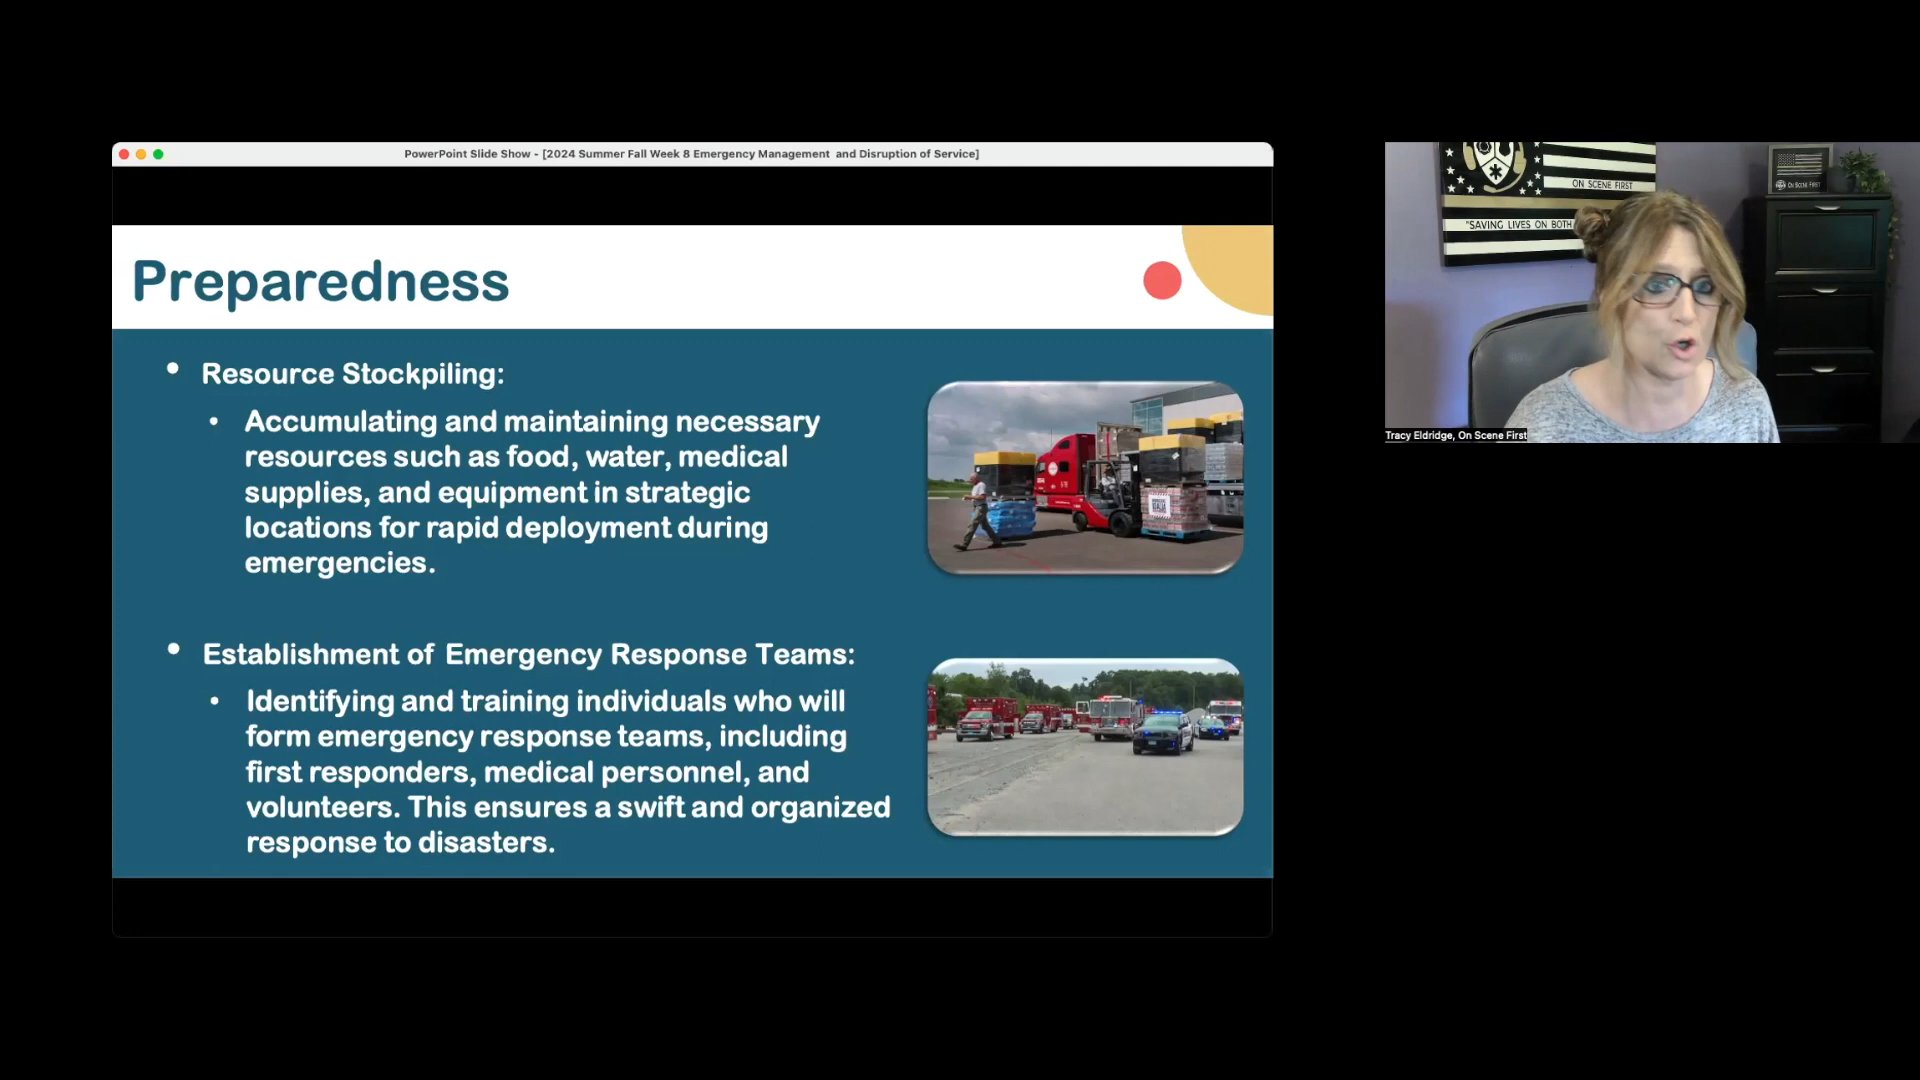 PowerPoint Slide Show - [2024 Summer Fall Week 8 Emergency Management and Disruption of Service]
Preparedness
• Resource Stockpiling:
• Accumulating and maintaining necessary
resources such as food, water, medical
supplies, and equipment in strategic
locations for rapid deployment during
emergencies.
• Establishment of Emergency Response Teams:
• Identifying and training individuals who will
form emergency response teams, including
first responders, medical personnel, and
volunteers. This ensures a swift and organized
response to disasters.
ON SCENE FIRST
"SAVING LIVES ON BOTH
ON SCENE FIRST
Tracy Eldridge, On Scene First